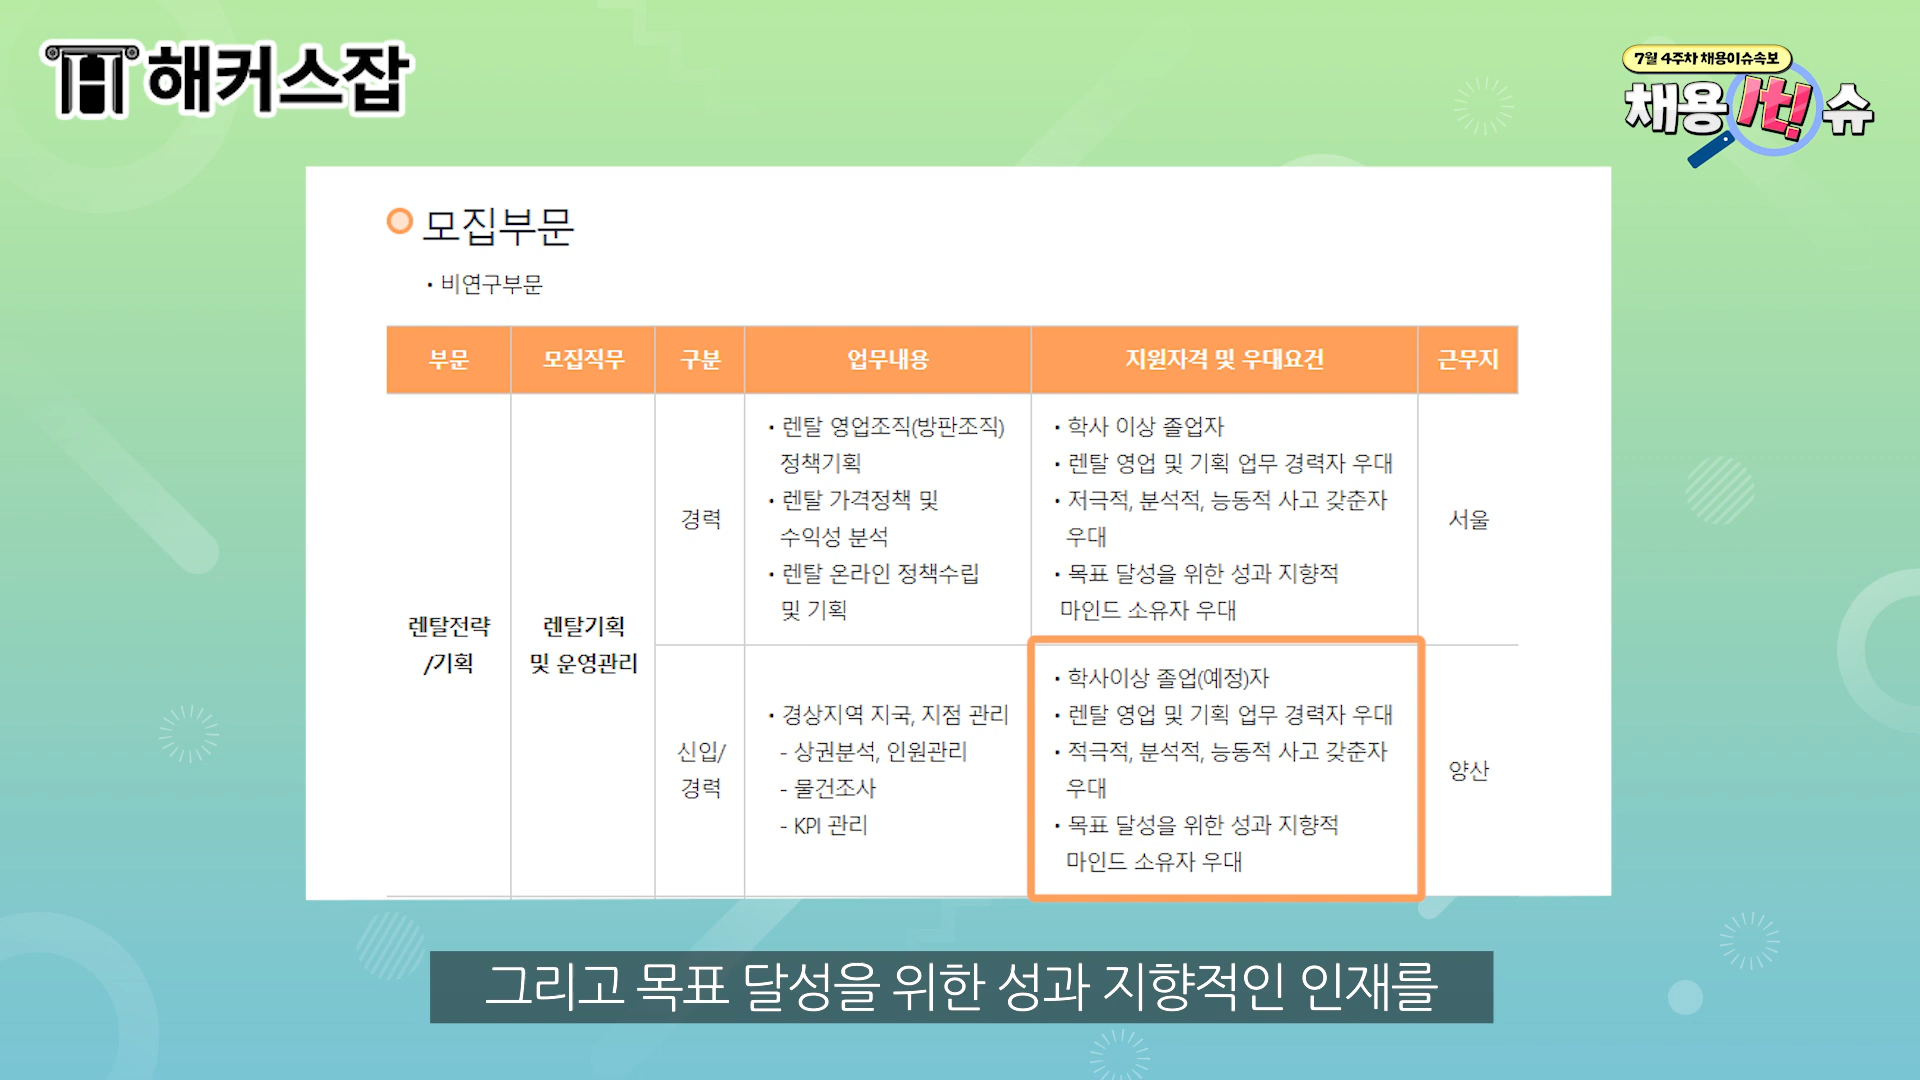 해커스잡
7월 4주차 채용이슈속보
채용 잇! 슈
모집부문
• 비연구부문
부문
모집직무
구분
업무내용
지원자격 및 우대요건
근무지
렌탈전략
/기획
렌탈기획
및 운영관리
경력
• 렌탈 영업조직(방판조직)
정책기획
• 렌탈 가격정책 및
수익성 분석
• 렌탈 온라인 정책수립
및 기획
• 학사 이상 졸업자
• 렌탈 영업 및 기획 업무 경력자 우대
• 저극적, 분석적, 능동적 사고 갖춘자
우대
• 목표 달성을 위한 성과 지향적
마인드 소유자 우대
서울
신입/
경력
• 경상지역 지국, 지점 관리
- 상권분석, 인원관리
- 물건조사
- KPI 관리
• 학사이상 졸업(예정)자
• 렌탈 영업 및 기획 업무 경력자 우대
• 적극적, 분석적, 능동적 사고 갖춘자
우대
• 목표 달성을 위한 성과 지향적
마인드 소유자 우대
양산
그리고 목표 달성을 위한 성과 지향적인 인재를